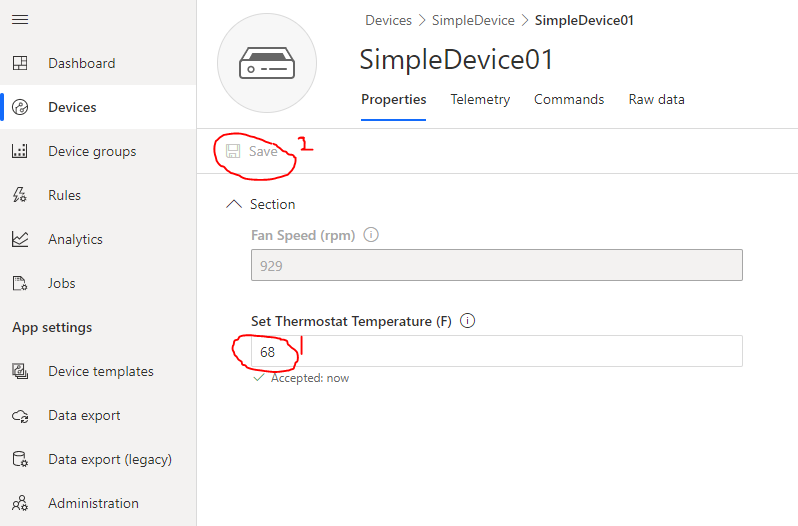 Devices > SimpleDevice > SimpleDevice01
SimpleDevice01
Properties Telemetry Commands Raw data
Save 2
Section
Fan Speed (rpm)
929
Set Thermostat Temperature (F)
68 1
Accepted: now
Dashboard
Devices
Device groups
Rules
Analytics
Jobs
App settings
Device templates
Data export
Data export (legacy)
Administration